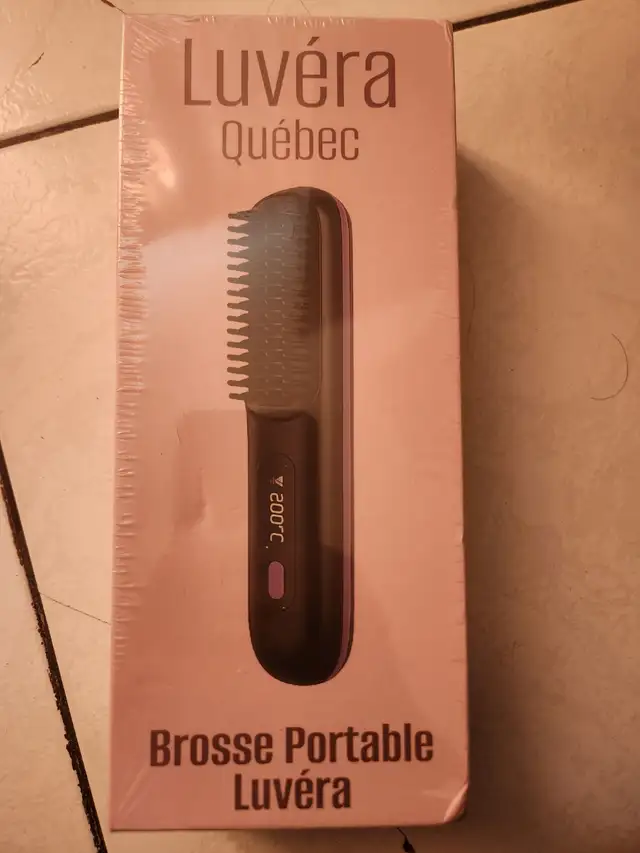 Luvéra
Québec
200°C
Brosse Portable
Luvéra